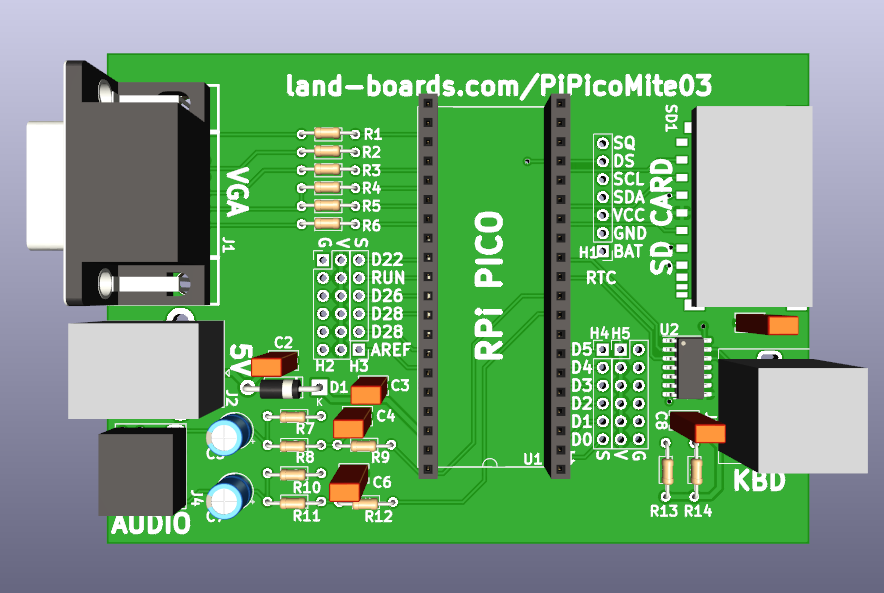 land-boards.com/PiPicoMite03
SD1
R1
R2
R3
R4
R5
R6
VGA
J1
SQ
DS
SCL
SDA
VCC
GND
BAT
H1
RTC
SD CARD
G V S
D22
RUN
D26
D28
D28
AREF
H2 H3
RPi PICO
U1
5V
J2
C2
D1
K
C3
C4
R7
R8
R9
C6
R10
R11
R12
J4
AUDIO
H4 H5
D5
D4
D3
D2
D1
D0
S V G
U2
C8
R13 R14
KBD